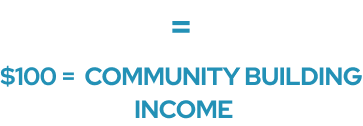 =
$100 = COMMUNITY BUILDING
INCOME